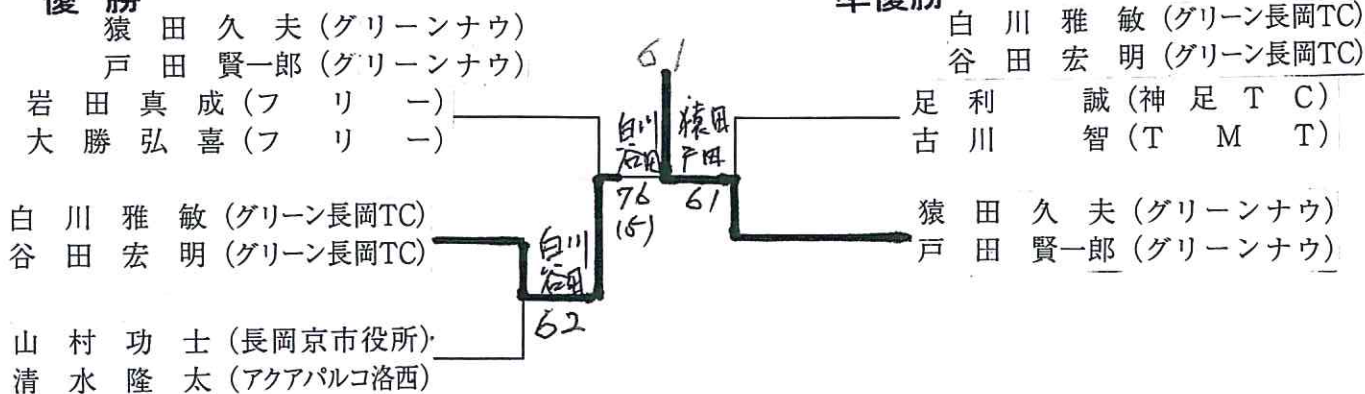 優勝
猿田久夫(グリーンナウ)
戸田賢一郎(グリーンナウ)
準優勝
白川雅敏(グリーン長岡TC)
谷田宏明(グリーン長岡TC)
岩田真成(フリー)
大勝弘喜(フリー)
白川雅敏(グリーン長岡TC)
谷田宏明(グリーン長岡TC)
山村功士(長岡京市役所)
清水隆太(アクアパルコ洛西)
白川
谷田
62
白川
谷田
76
(5)
61
猿田
戸田
61
足利誠(神足TC)
古川智(TMT)
猿田久夫(グリーンナウ)
戸田賢一郎(グリーンナウ)